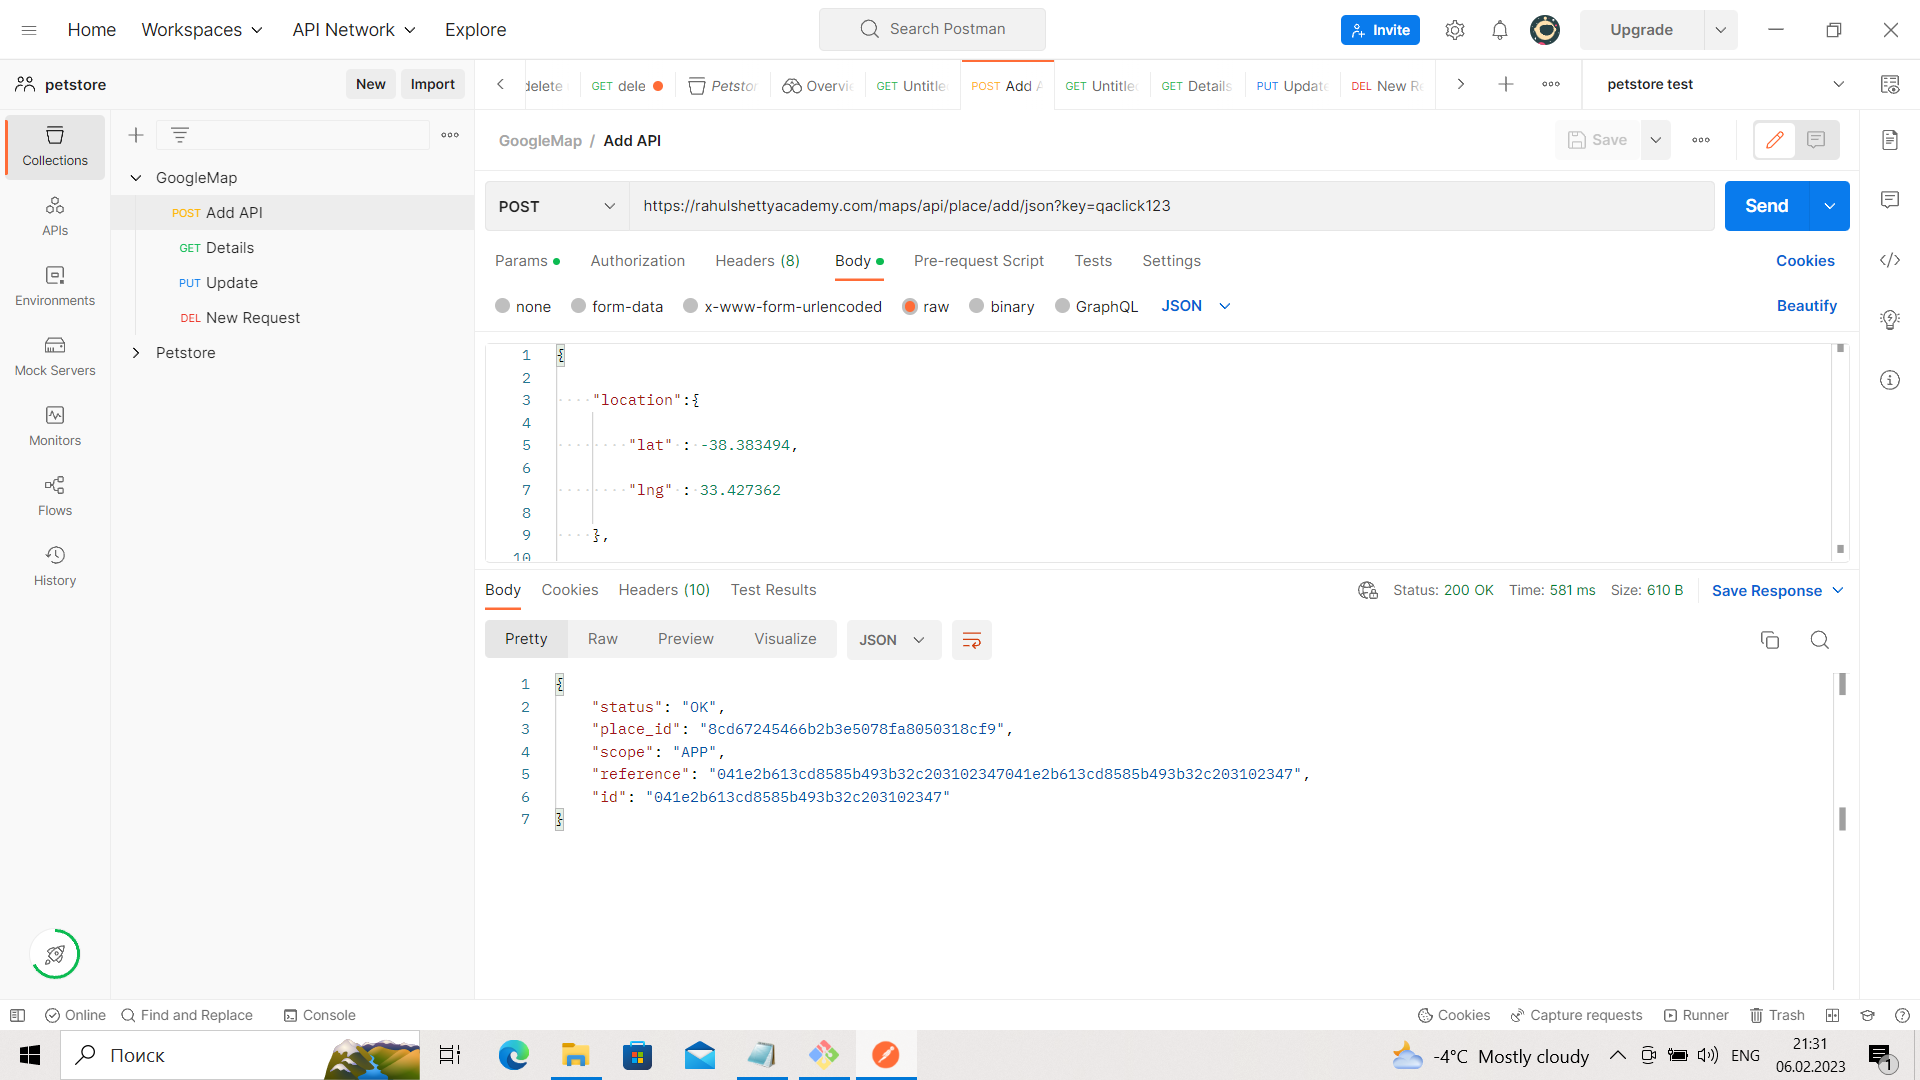 Home Workspaces API Network Explore Search Postman Invite Upgrade
petstore New Import
delete GET dele Petstor Overvie GET Untitle POST Add A GET Untitle GET Details PUT Update DEL New Re petstore test
Collections
APIs
Environments
Mock Servers
Monitors
Flows
History
GoogleMap
POST Add API
GET Details
PUT Update
DEL New Request
Petstore
GoogleMap / Add API Save
POST https://rahulshettyacademy.com/maps/api/place/add/json?key=qaclick123 Send
Params Authorization Headers (8) Body Pre-request Script Tests Settings Cookies
none form-data x-www-form-urlencoded raw binary GraphQL JSON Beautify
1 {
2
3 "location":{
4
5 "lat" : -38.383494,
6
7 "lng" : 33.427362
8
9 },
10
Body Cookies Headers (10) Test Results Status: 200 OK Time: 581 ms Size: 610 B Save Response
Pretty Raw Preview Visualize JSON
1 {
2 "status": "OK",
3 "place_id": "8cd67245466b2b3e5078fa8050318cf9",
4 "scope": "APP",
5 "reference": "041e2b613cd8585b493b32c203102347041e2b613cd8585b493b32c203102347",
6 "id": "041e2b613cd8585b493b32c203102347"
7 }
Online Find and Replace Console Cookies Capture requests Runner Trash
Поиск -4°C Mostly cloudy ENG 21:31
06.02.2023 1